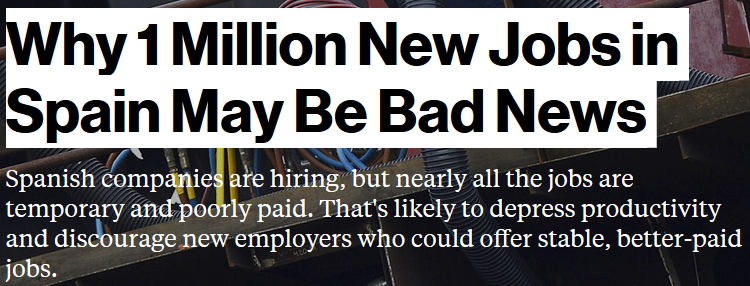 Why 1 Million New Jobs in
Spain May Be Bad News
Spanish companies are hiring, but nearly all the jobs are
temporary and poorly paid. That's likely to depress productivity
and discourage new employers who could offer stable, better-paid
jobs.